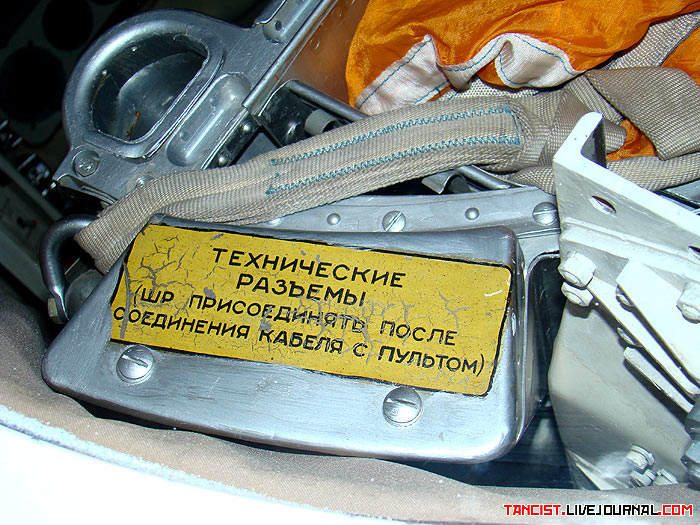 ТЕХНИЧЕСКИЕ
РАЗЪЕМЫ
(ШР ПРИСОЕДИНЯТЬ ПОСЛЕ
СОЕДИНЕНИЯ КАБЕЛЯ С ПУЛЬТОМ)
TANCIST.LIVEJOURNAL.COM